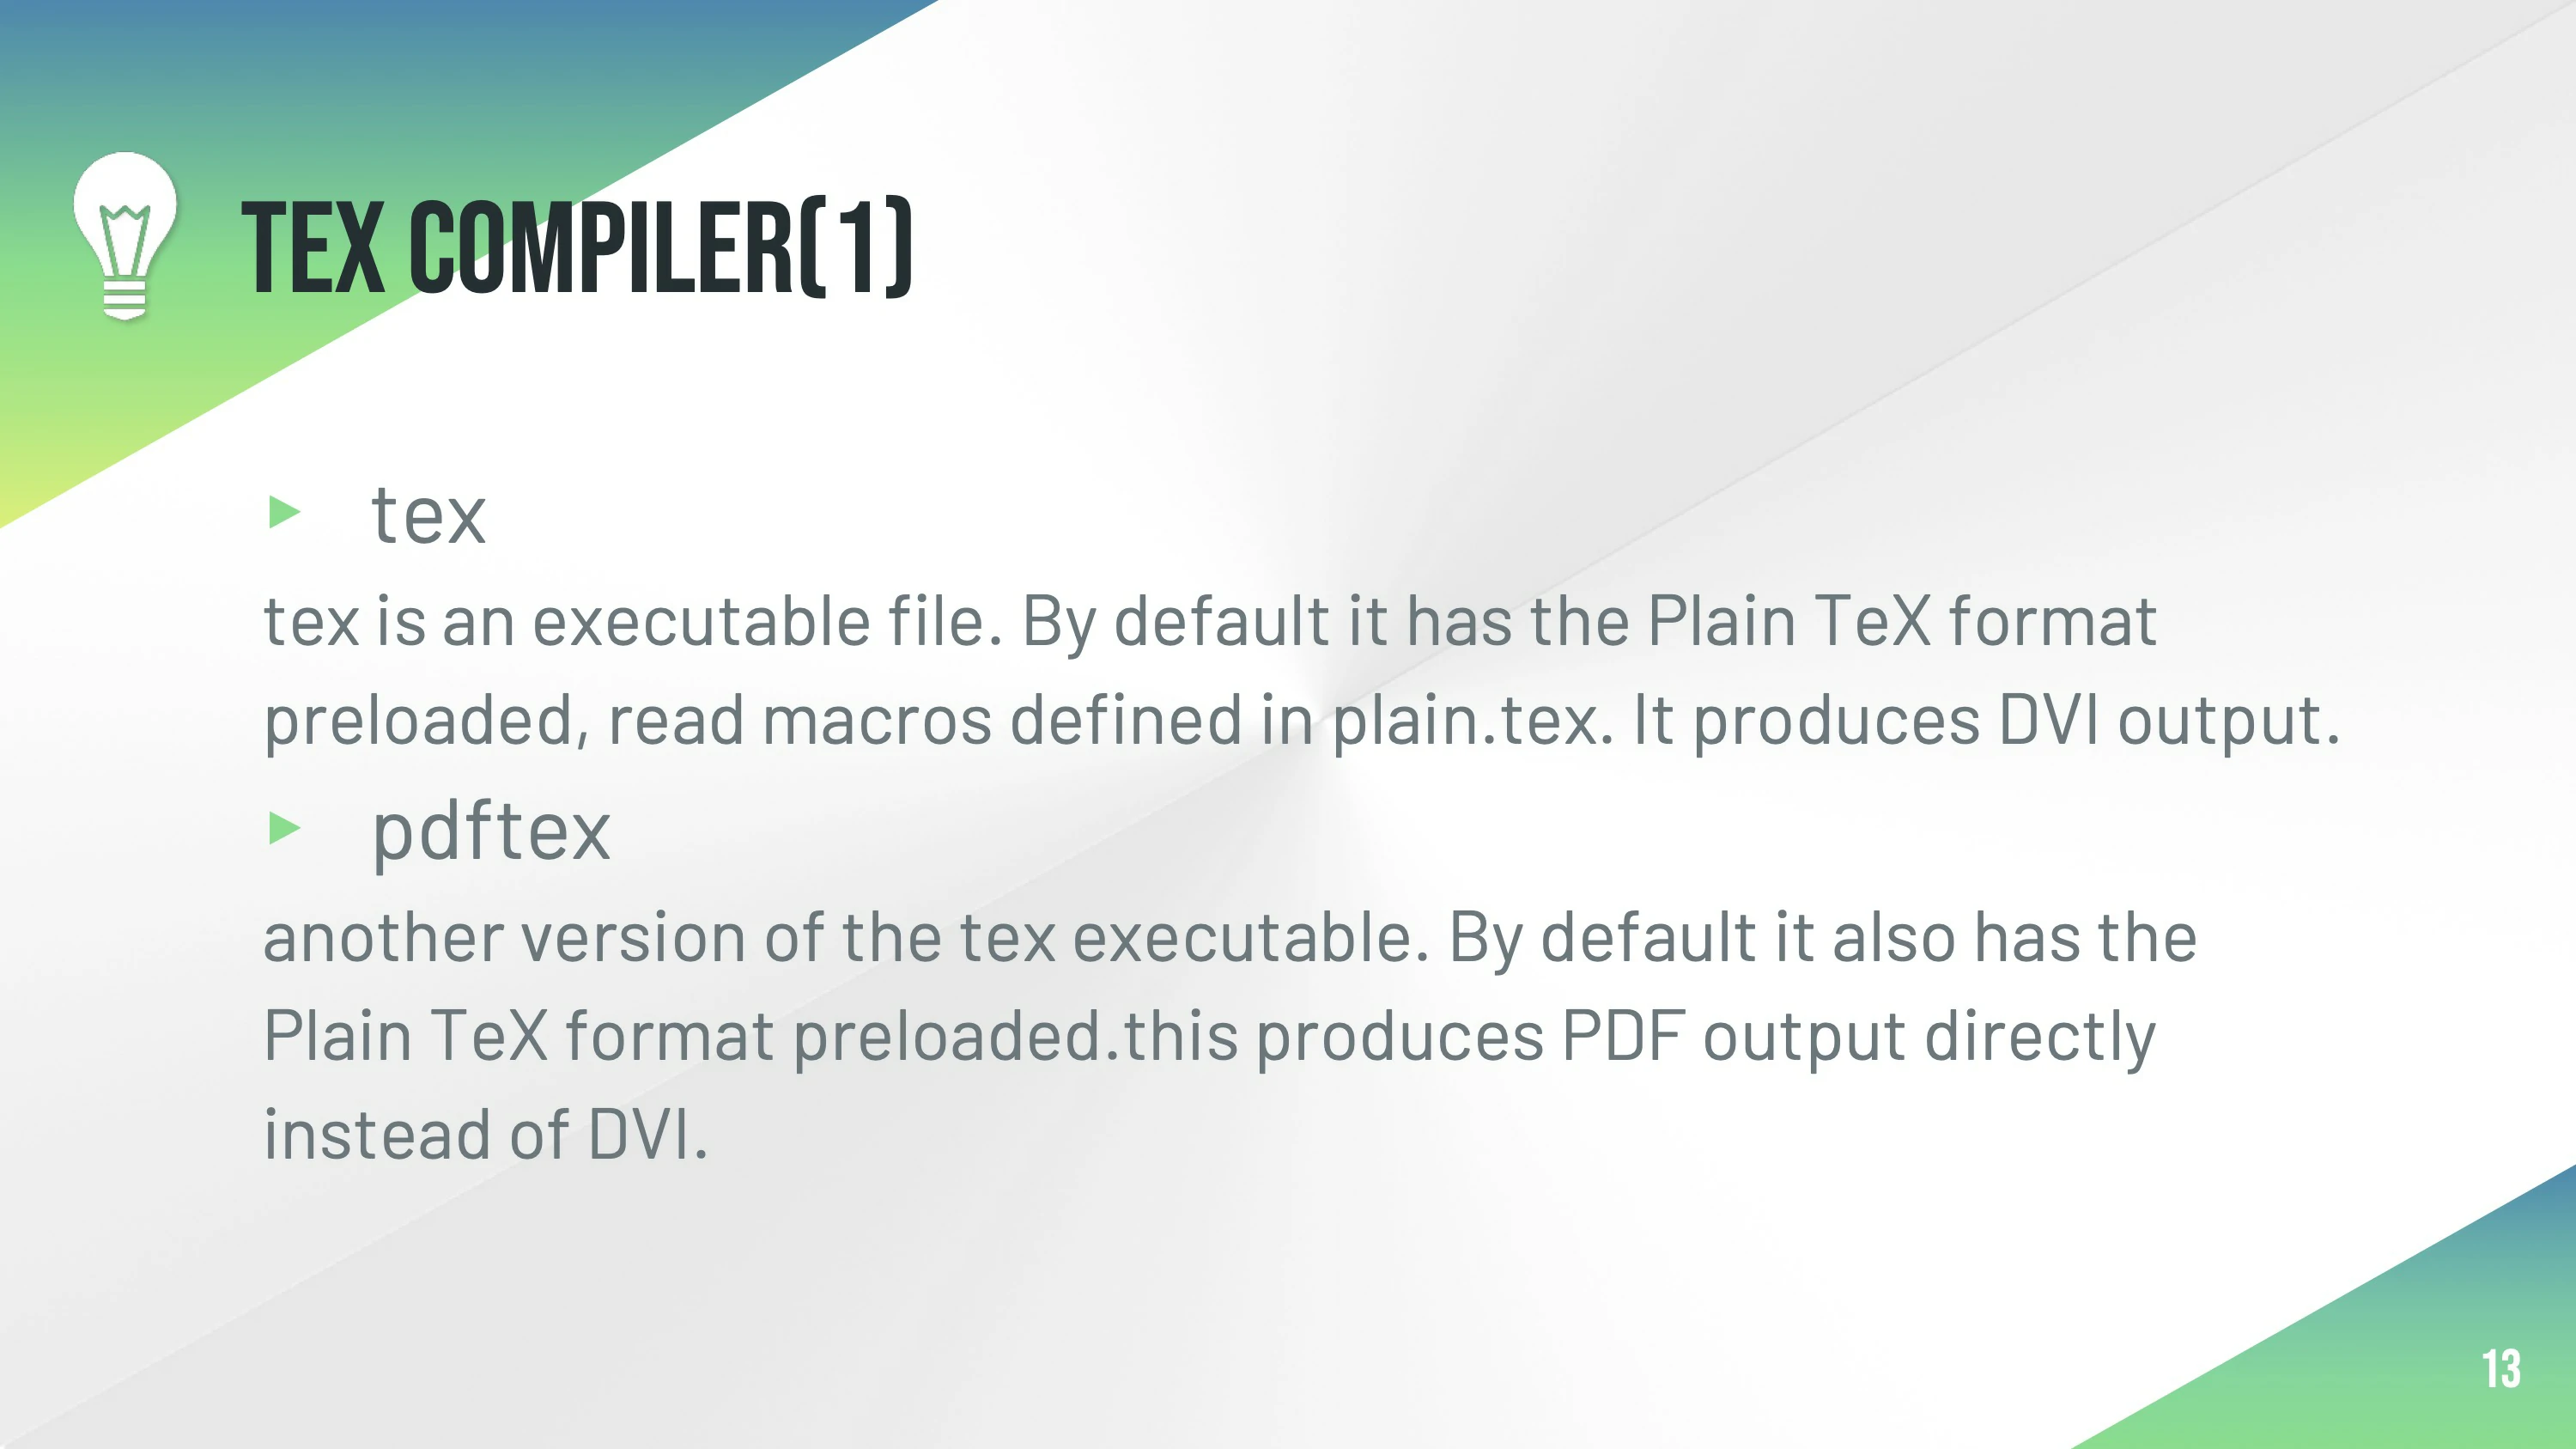 TEX COMPILER(1)
tex
tex is an executable file. By default it has the Plain TeX format
preloaded, read macros defined in plain.tex. It produces DVI output.
pdftex
another version of the tex executable. By default it also has the
Plain TeX format preloaded.this produces PDF output directly
instead of DVI.
13